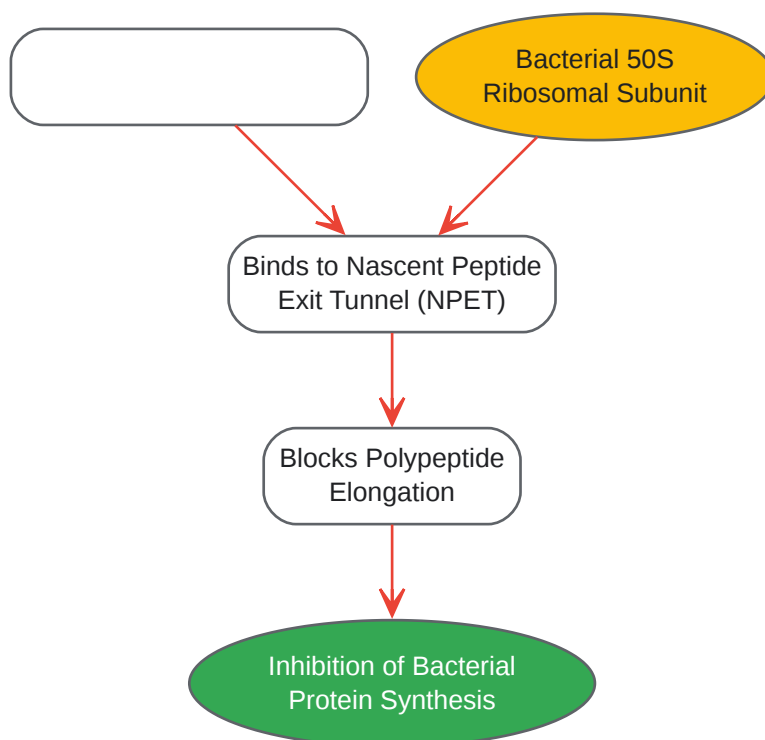 Bacterial 50S
Ribosomal Subunit
Binds to Nascent Peptide
Exit Tunnel (NPET)
Blocks Polypeptide
Elongation
Inhibition of Bacterial
Protein Synthesis